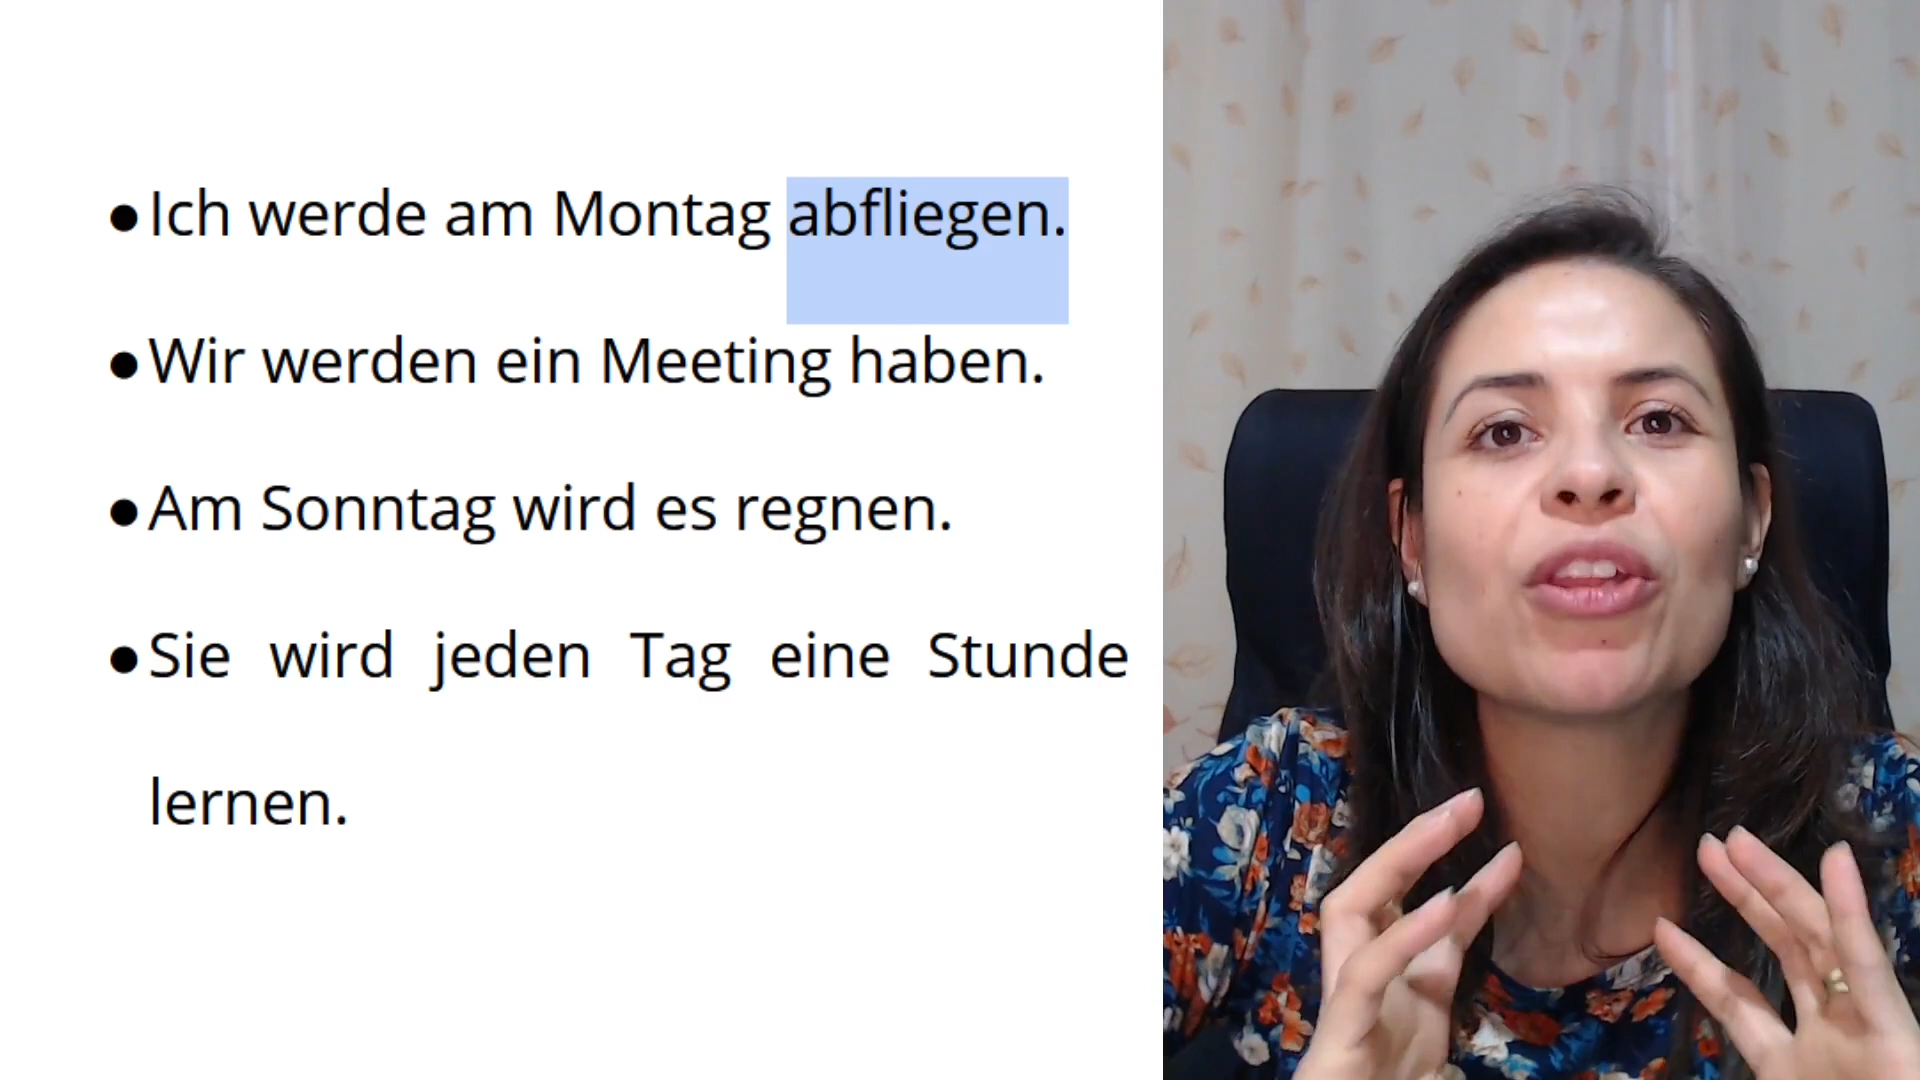 ● Ich werde am Montag abfliegen.
● Wir werden ein Meeting haben.
● Am Sonntag wird es regnen.
● Sie wird jeden Tag eine Stunde
lernen.